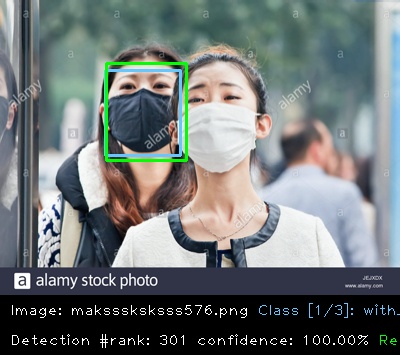 alamy
alamy
a alamy stock photo
JEJXDX
www.alamy.com
Image: maksssksksss576.png Class [1/3]: with_
Detection #rank: 301 confidence: 100.00% Re